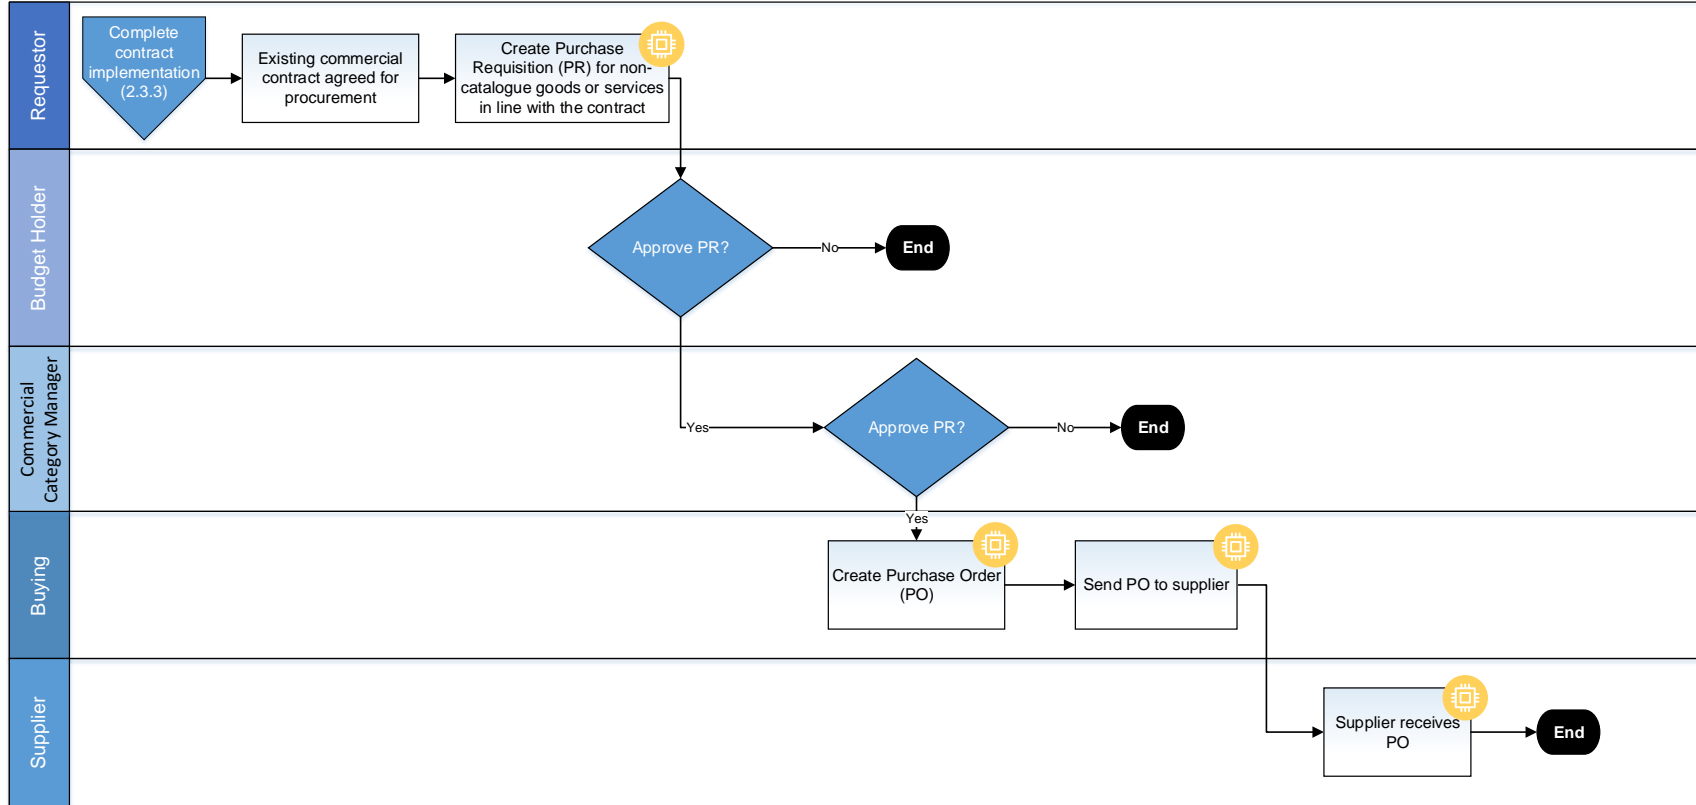 Requestor
Complete
contract
implementation
(2.3.3)
Existing commercial
contract agreed for
procurement
Create Purchase
Requisition (PR) for non-
catalogue goods or services
in line with the contract
Budget Holder
Approve PR?
No
End
Commercial
Category Manager
Yes
Approve PR?
No
End
Buying
Yes
Create Purchase Order
(PO)
Send PO to supplier
Supplier
Supplier receives
PO
End